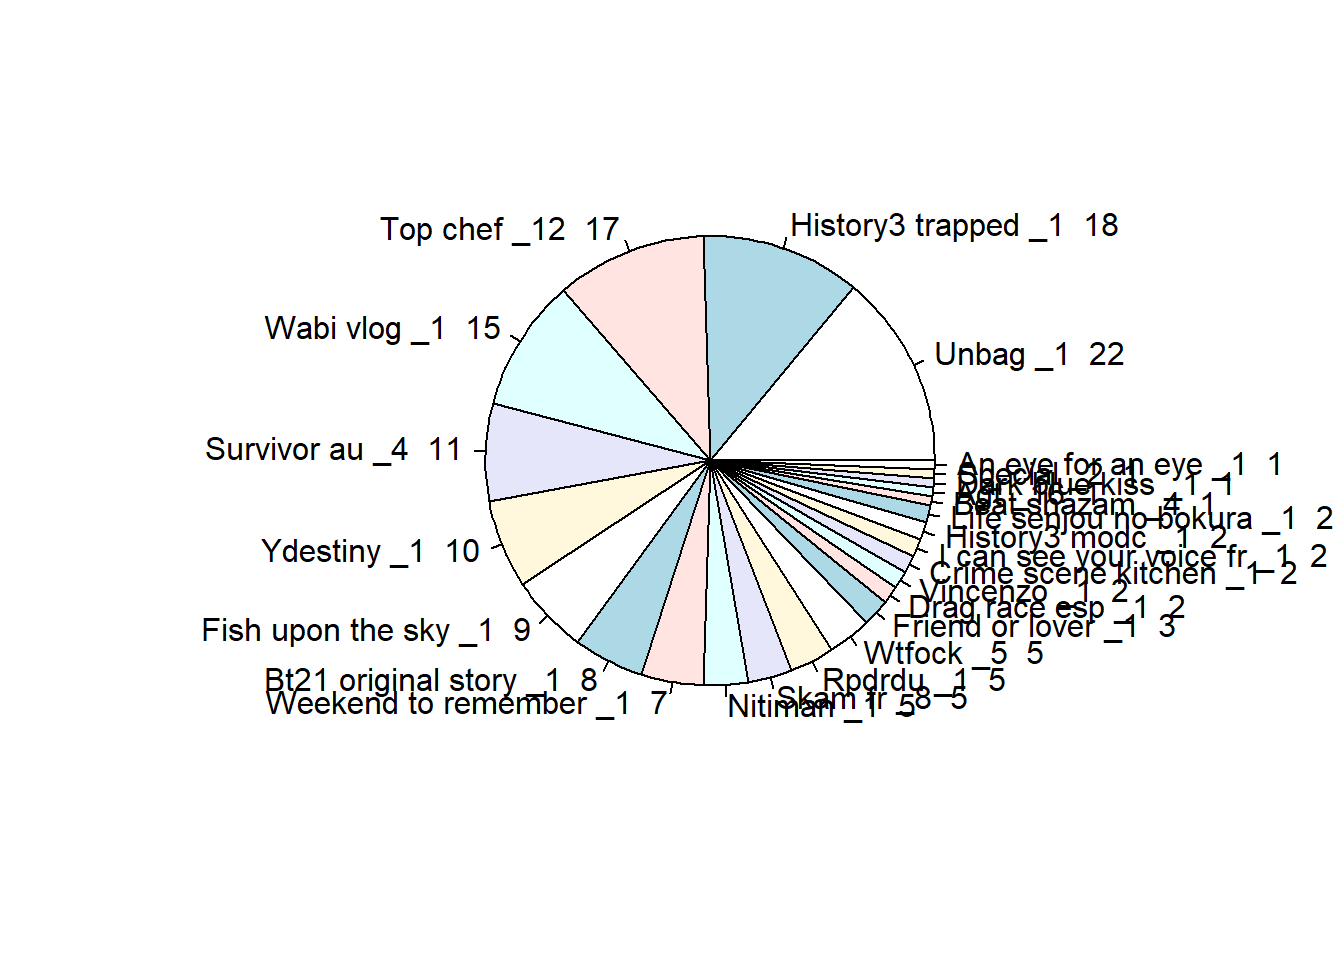 History3 trapped _1  18
Top chef _12  17
Unbag _1  22
Wabi vlog _1  15
Survivor au _4  11
Ydestiny _1  10
Fish upon the sky _1  9
Bt21 original story _1  8
Weekend to remember _1  7
Nitiman _1  5
Skam fr _8  5
Rpdrdu _1  5
Wtfock _5  5
Friend or lover _1  3
Drag race esp _1  2
Vincenzo _1  2
Crime scene kitchen _1  2
I can see your voice fr _1  2
History3 modc _1  2
Life senjou no bokura _1  2
Beat shazam _4  1
Dark blue kiss _1  1
Special _2  1
An eye for an eye _1  1